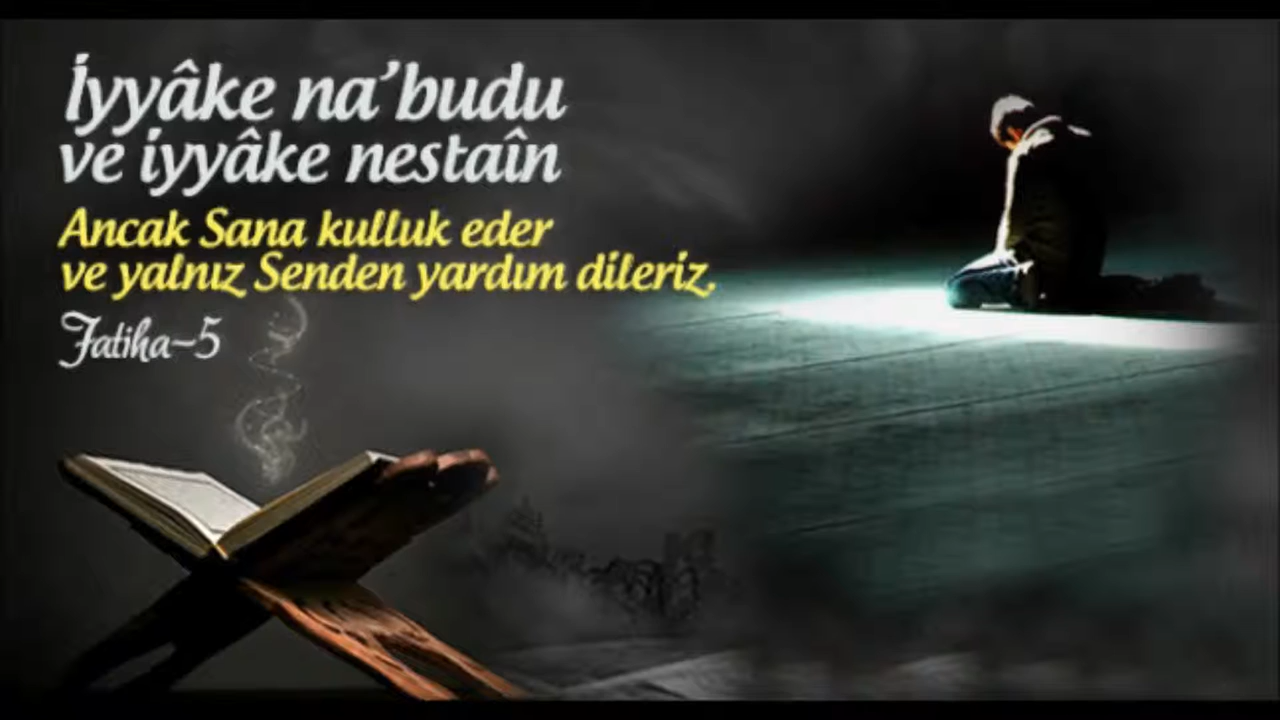 İyyâke na'budu
ve iyyâke nestaîn
Ancak Sana kulluk eder
ve yalnız Senden yardım dileriz.
Fatiha~5